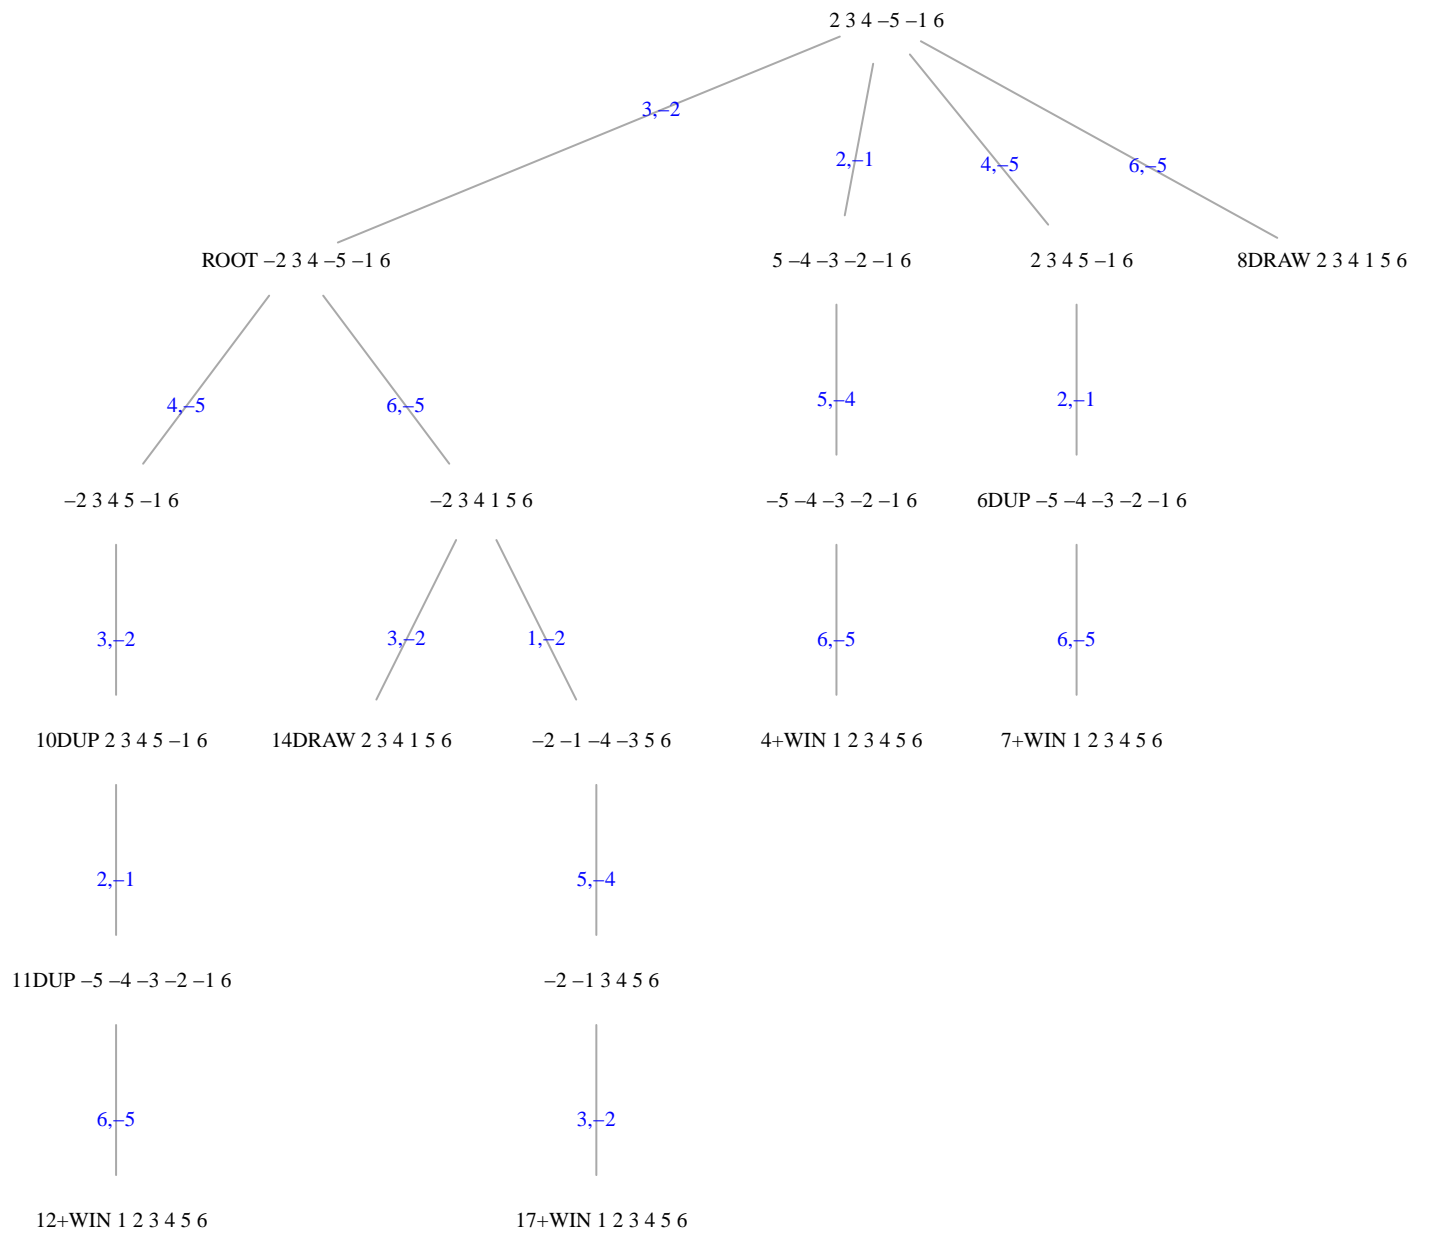 2 3 4 –5 –1 6
3,–2
2,–1
4,–5
6,–5
ROOT –2 3 4 –5 –1 6
5 –4 –3 –2 –1 6
2 3 4 5 –1 6
8DRAW 2 3 4 1 5 6
4,–5
6,–5
5,–4
2,–1
–2 3 4 5 –1 6
–2 3 4 1 5 6
–5 –4 –3 –2 –1 6
6DUP –5 –4 –3 –2 –1 6
3,–2
3,–2
1,–2
6,–5
6,–5
10DUP 2 3 4 5 –1 6
14DRAW 2 3 4 1 5 6
–2 –1 –4 –3 5 6
4+WIN 1 2 3 4 5 6
7+WIN 1 2 3 4 5 6
2,–1
5,–4
11DUP –5 –4 –3 –2 –1 6
–2 –1 3 4 5 6
6,–5
3,–2
12+WIN 1 2 3 4 5 6
17+WIN 1 2 3 4 5 6